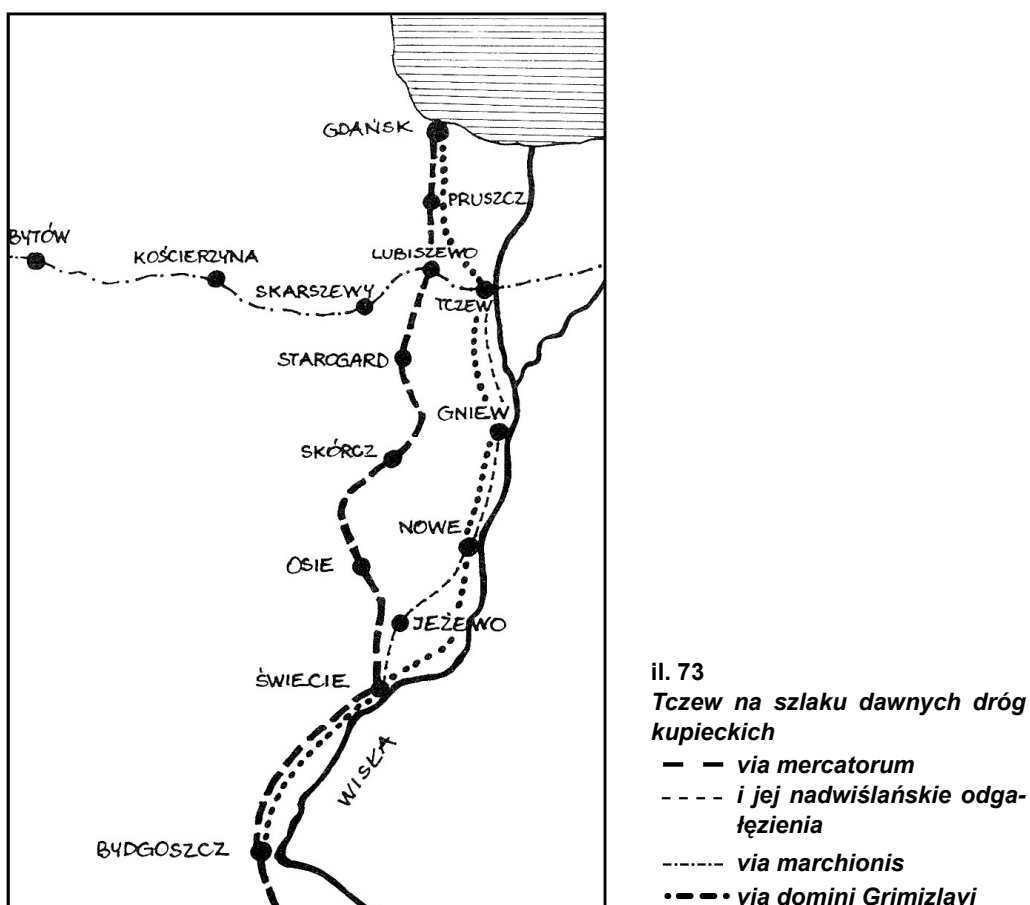 GDAŃSK
PRUSZCZ
BYTÓW
KOŚCIERZYNA
LUBISZEWO
SKARSZEWY
TCZEW
STAROGARD
GNIEW
SKÓRCZ
NOWE
OSIE
JEŻEWO
ŚWIECIE
WISŁA
BYDGOSZCZ
il. 73
Tczew na szlaku dawnych dróg
kupieckich
via mercatorum
i jej nadwiślańskie odga-
łęzienia
via marchionis
via domini Grimizlavi